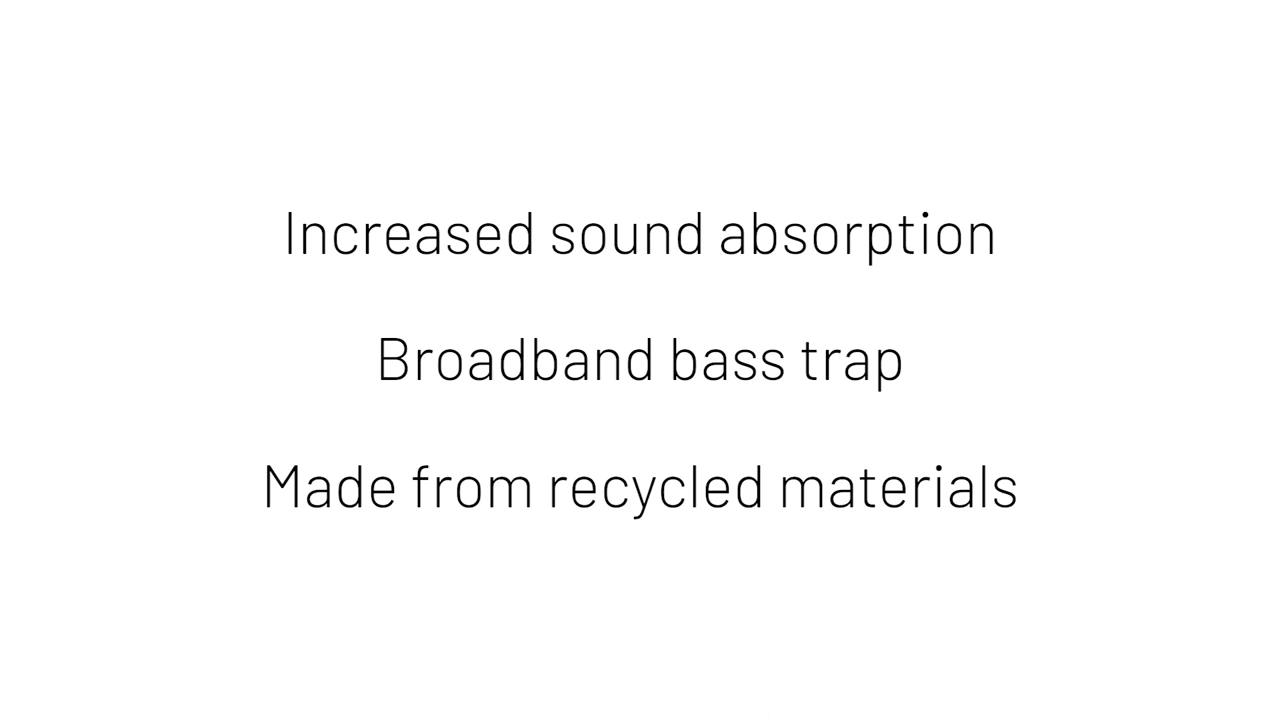 Increased sound absorption
Broadband bass trap
Made from recycled materials